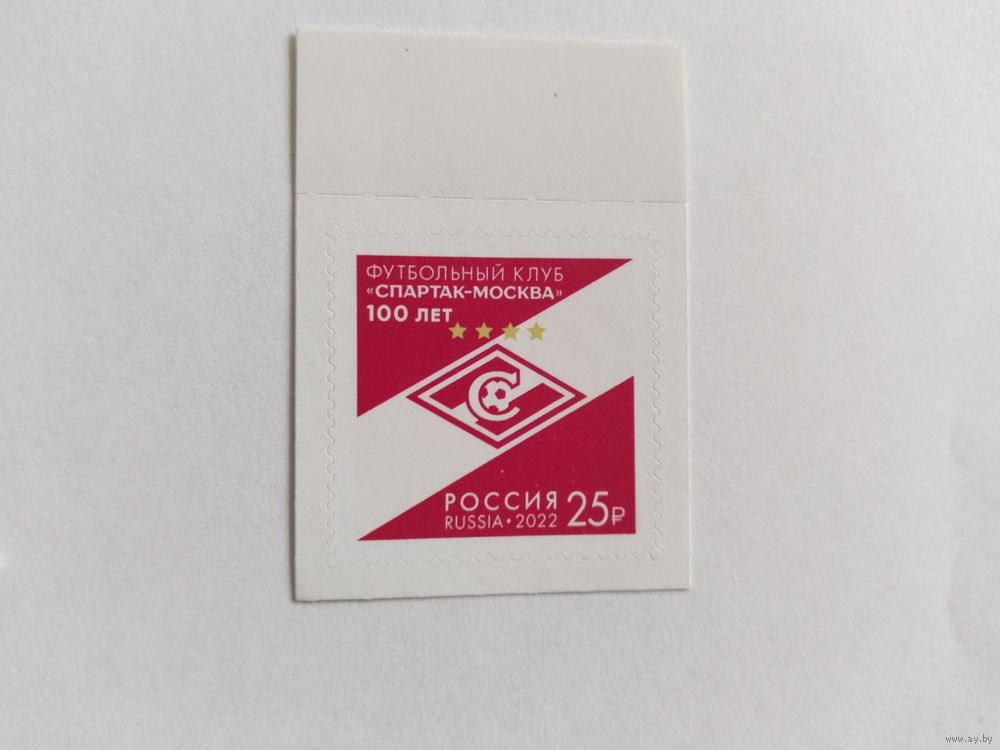 ФУТБОЛЬНЫЙ КЛУБ
«СПАРТАК-МОСКВА»
100 ЛЕТ
С
РОССИЯ
RUSSIA • 2022
25₽
www.ay.by